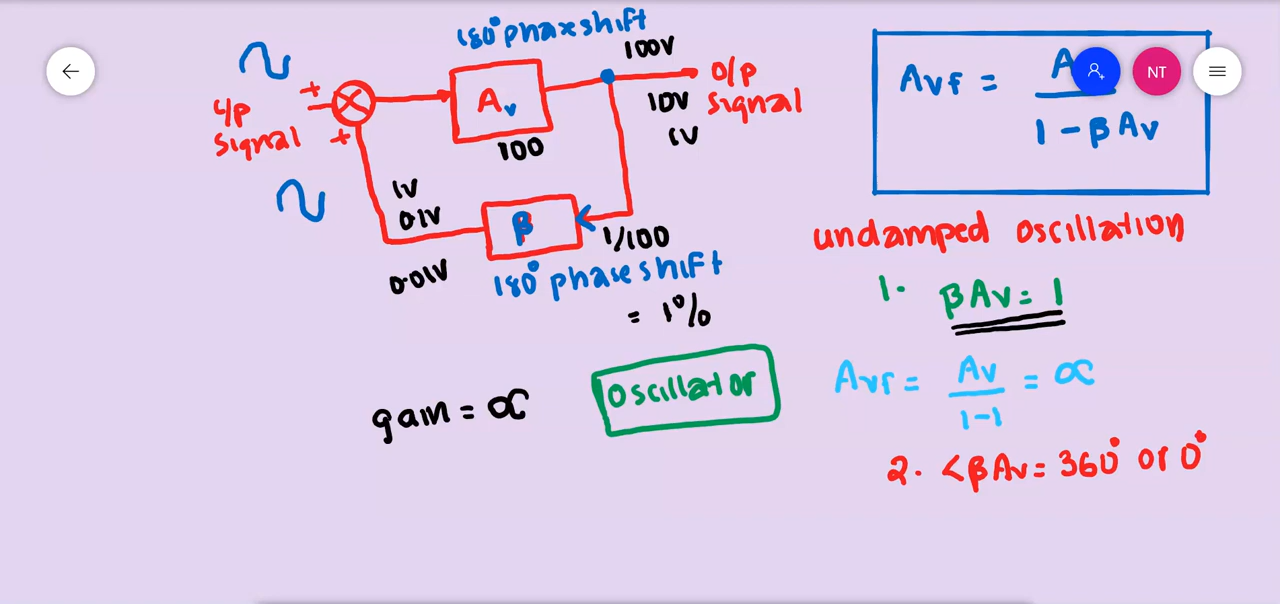 180° phase shift
100V
O/P signal
10V
1V
I/P signal
+
+
Av
100
1V
0.1V
0.01V
β
1/100
180° phase shift
= 1%
gain = ∝
Oscillator
Avf =
1 - βAv
NT
undamped oscillation
1. βAv = 1
Avf = Av / 1-1 = ∝
2. <βAv = 360° or 0°